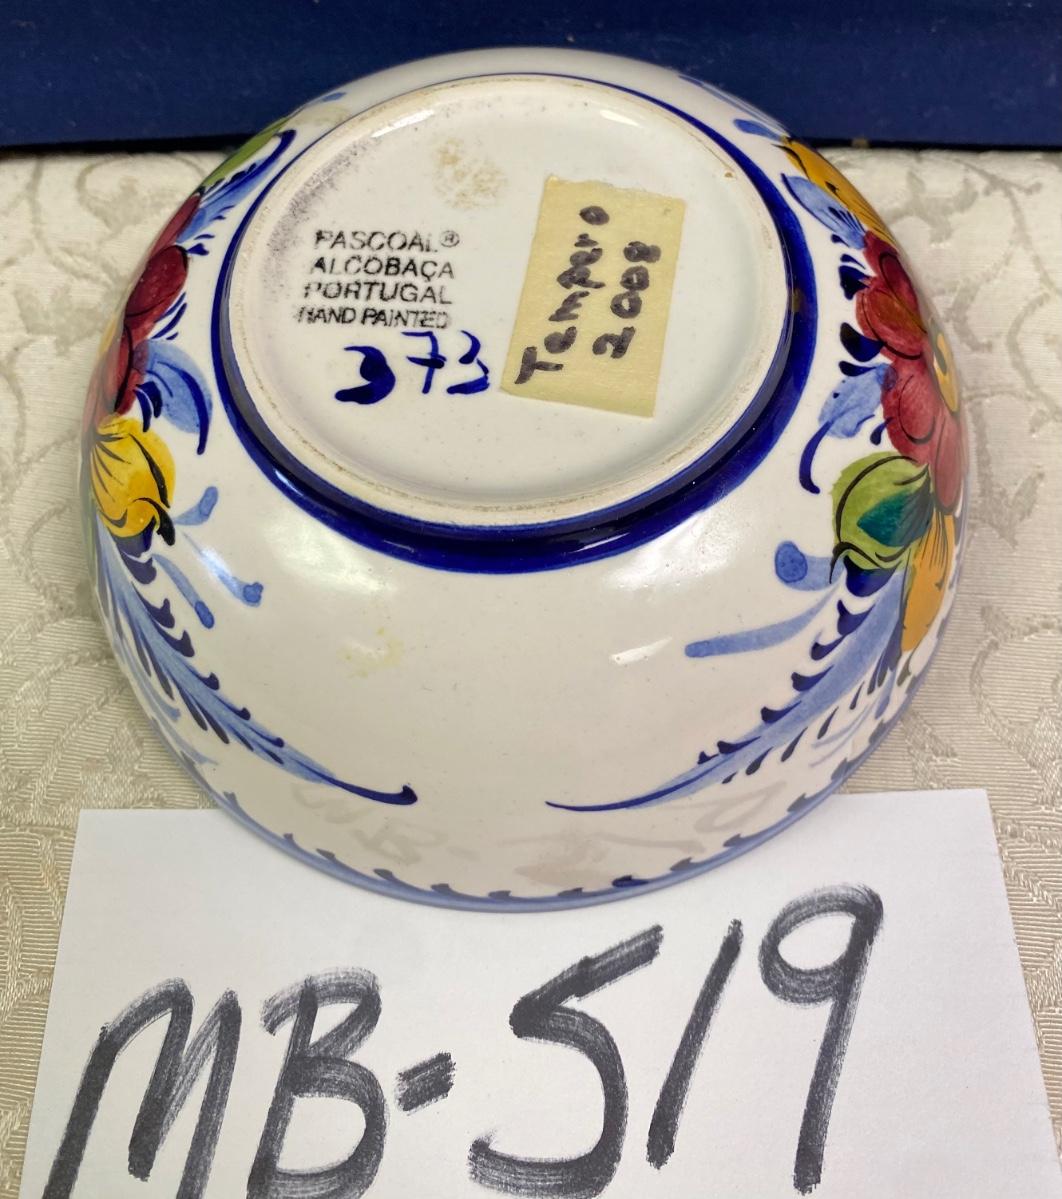 PASCOAL®
ALCOBAÇA
PORTUGAL
HAND PAINTED
373
Tempero
2008
MB-519